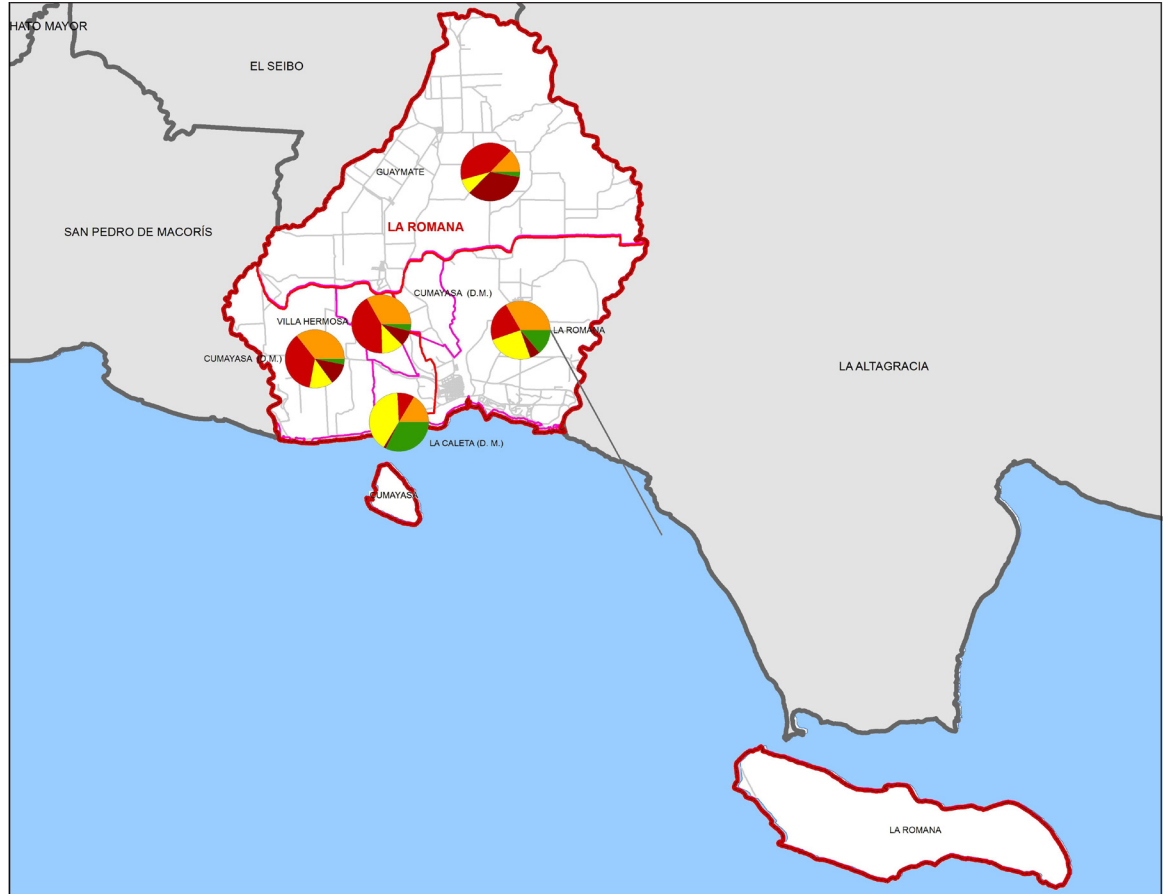 HATO MAYOR
EL SEIBO
GUAYMATE
LA ROMANA
SAN PEDRO DE MACORÍS
CUMAYASA (D.M.)
VILLA HERMOSA
LA ROMANA
CUMAYASA (D.M.)
LA ALTAGRACIA
LA CALETA (D. M.)
CUMAYASA
LA ROMANA